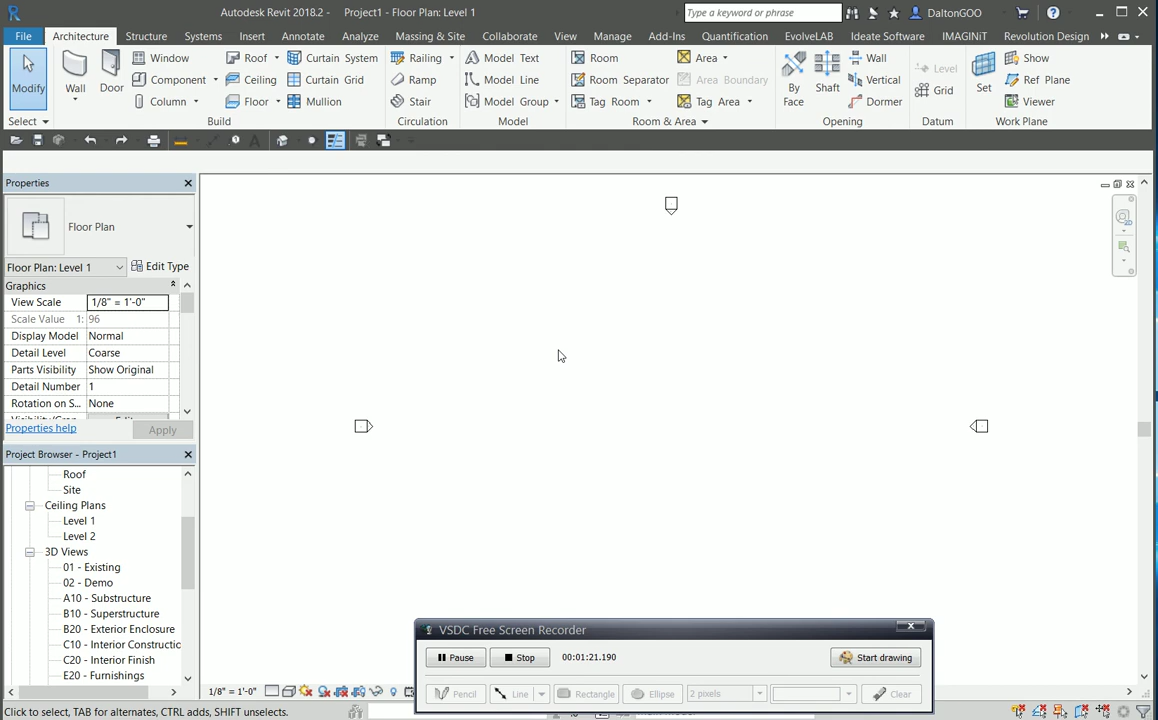 Autodesk Revit 2018.2 - Project1 - Floor Plan: Level 1 Type a keyword or phrase DaltonGOO
File Architecture Structure Systems Insert Annotate Analyze Massing & Site Collaborate View Manage Add-Ins Quantification EvolveLAB Ideate Software IMAGINiT Revolution Design
Modify Wall Door Window Component Column Roof Ceiling Floor Curtain System Curtain Grid Mullion Railing Ramp Stair Model Text Model Line Model Group Room Room Separator Tag Room Area Area Boundary Tag Area By Face Shaft Wall Vertical Dormer Level Grid Set Show Ref Plane Viewer
Select Build Circulation Model Room & Area Opening Datum Work Plane
Properties
Floor Plan
Floor Plan: Level 1 Edit Type
Graphics
View Scale 1/8" = 1'-0"
Scale Value 1: 96
Display Model Normal
Detail Level Coarse
Parts Visibility Show Original
Detail Number 1
Rotation on S... None
Properties help Apply
Project Browser - Project1
Roof
Site
Ceiling Plans
Level 1
Level 2
3D Views
01 - Existing
02 - Demo
A10 - Substructure
B10 - Superstructure
B20 - Exterior Enclosure
C10 - Interior Constructic
C20 - Interior Finish
E20 - Furnishings
VSDC Free Screen Recorder
Pause Stop 00:01:21.190 Start drawing
Pencil Line Rectangle Ellipse 2 pixels Clear
1/8" = 1'-0"
Click to select, TAB for alternates, CTRL adds, SHIFT unselects.